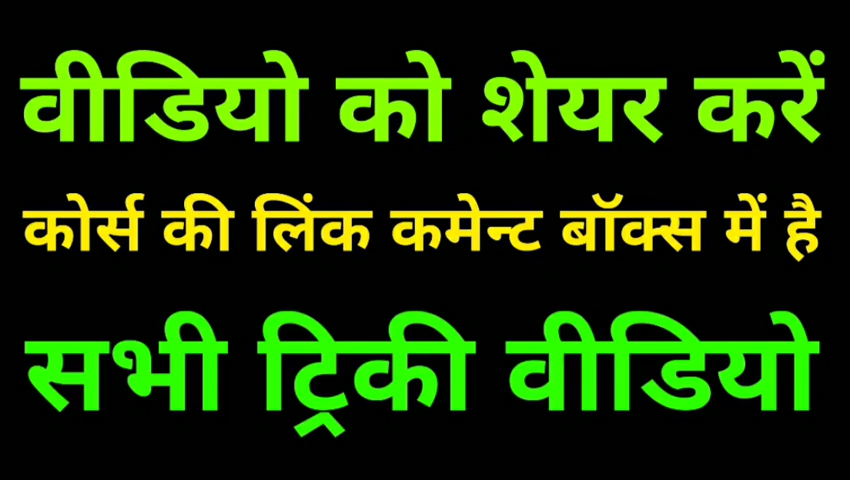 वीडियो को शेयर करें
कोर्स की लिंक कमेन्ट बॉक्स में है
सभी ट्रिकी वीडियो